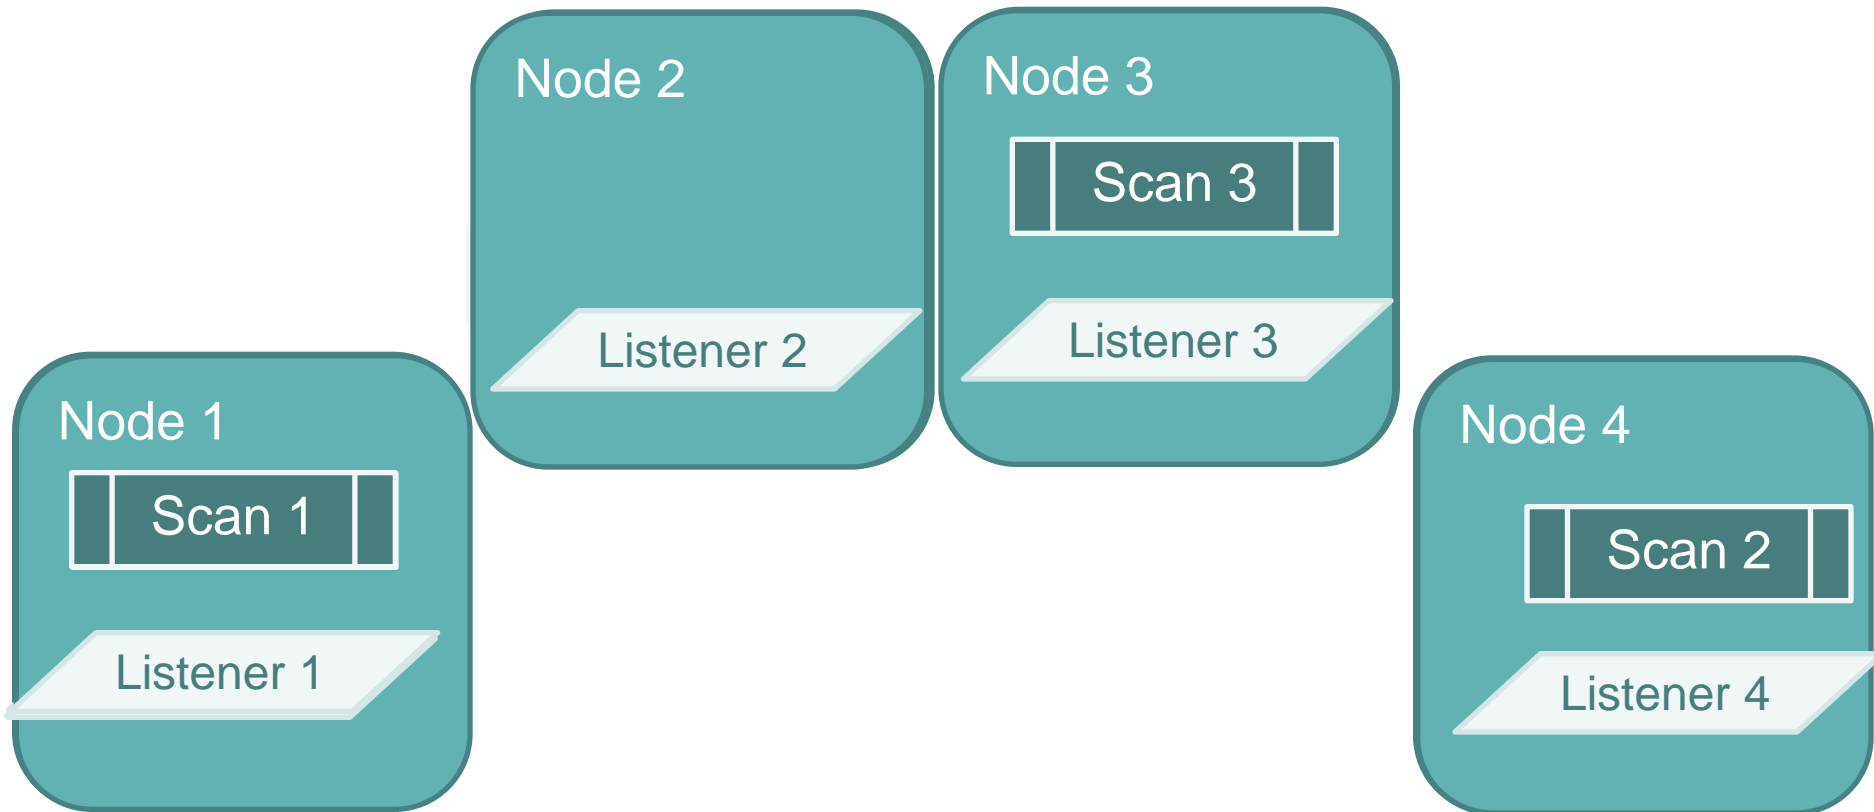 Node 1
Scan 1
Listener 1
Node 2
Listener 2
Node 3
Scan 3
Listener 3
Node 4
Scan 2
Listener 4